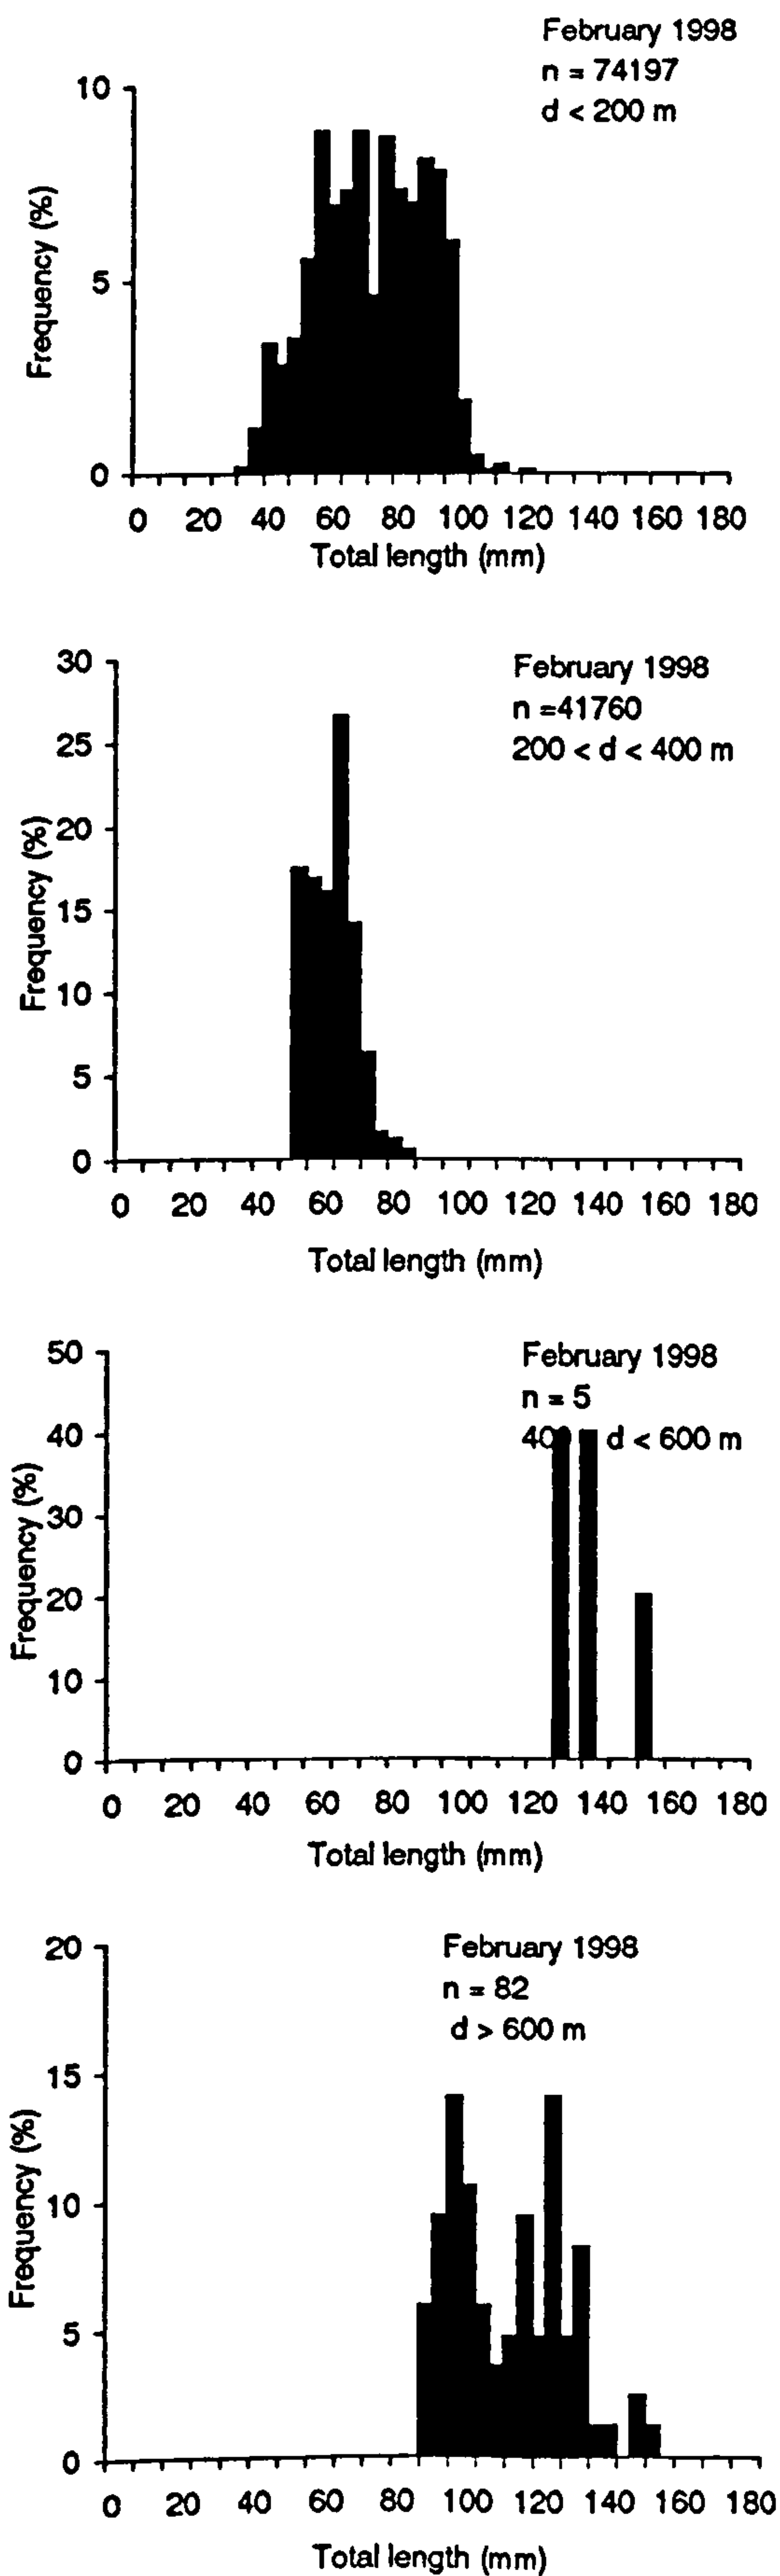 February 1998
n = 74197
d < 200 m
10
5
0
Frequency (%)
0 20 40 60 80 100 120 140 160 180
Total length (mm)
February 1998
n =41760
200 < d < 400 m
30
25
20
15
10
5
0
Frequency (%)
0 20 40 60 80 100 120 140 160 180
Total length (mm)
February 1998
n = 5
400 d < 600 m
50
40
30
20
10
0
Frequency (%)
0 20 40 60 80 100 120 140 160 180
Total length (mm)
February 1998
n = 82
d > 600 m
20
15
10
5
0
Frequency (%)
0 20 40 60 80 100 120 140 160 180
Total length (mm)